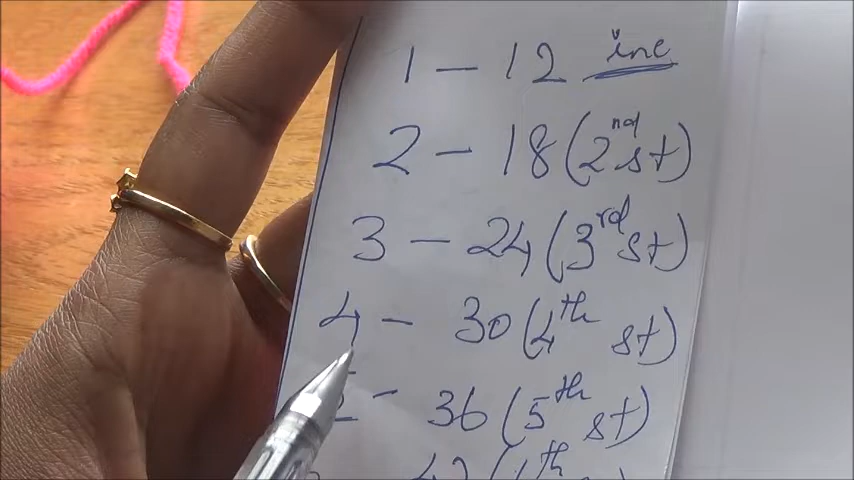 1 - 12 inc
2 - 18 (2nd st)
3 - 24 (3rd st)
4 - 30 (4th st)
- 36 (5th st)